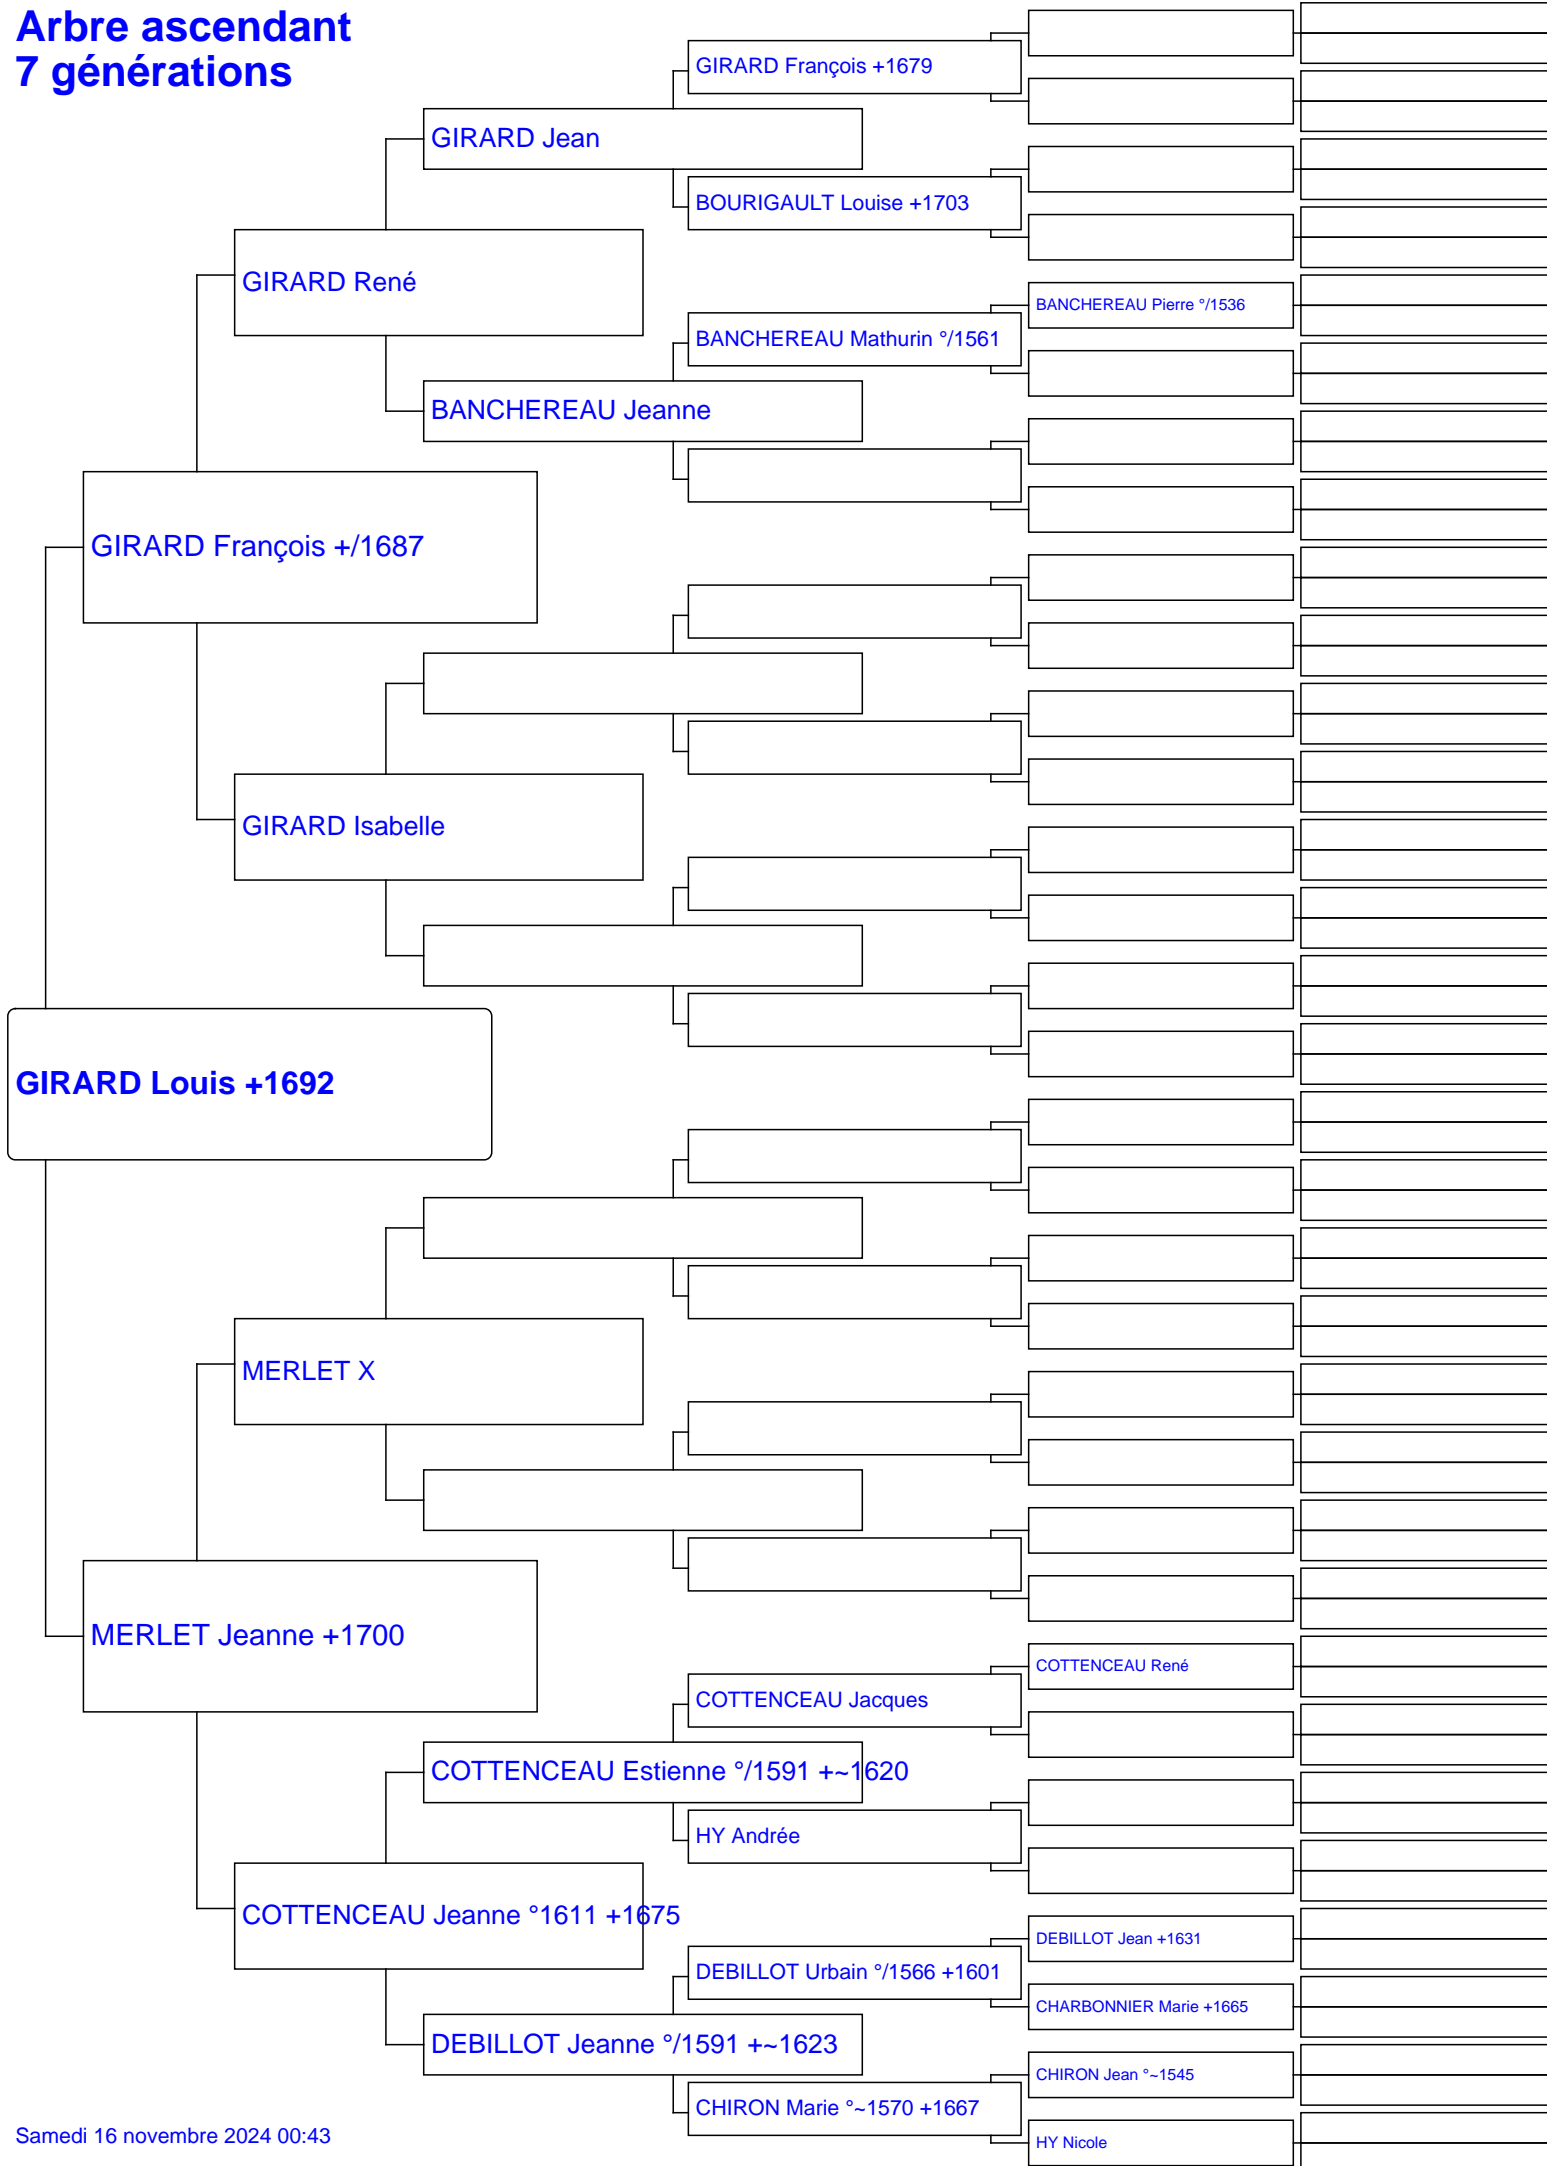 Arbre ascendant
7 générations
GIRARD François +1679
GIRARD Jean
BOURIGAULT Louise +1703
GIRARD René
BANCHEREAU Pierre °/1536
BANCHEREAU Mathurin °/1561
BANCHEREAU Jeanne
GIRARD François +/1687
GIRARD Isabelle
GIRARD Louis +1692
MERLET X
MERLET Jeanne +1700
COTTENCEAU René
COTTENCEAU Jacques
COTTENCEAU Estienne °/1591 +~1620
HY Andrée
COTTENCEAU Jeanne °1611 +1675
DEBILLOT Jean +1631
DEBILLOT Urbain °/1566 +1601
CHARBONNIER Marie +1665
DEBILLOT Jeanne °/1591 +~1623
CHIRON Jean °~1545
CHIRON Marie °~1570 +1667
HY Nicole
Samedi 16 novembre 2024 00:43